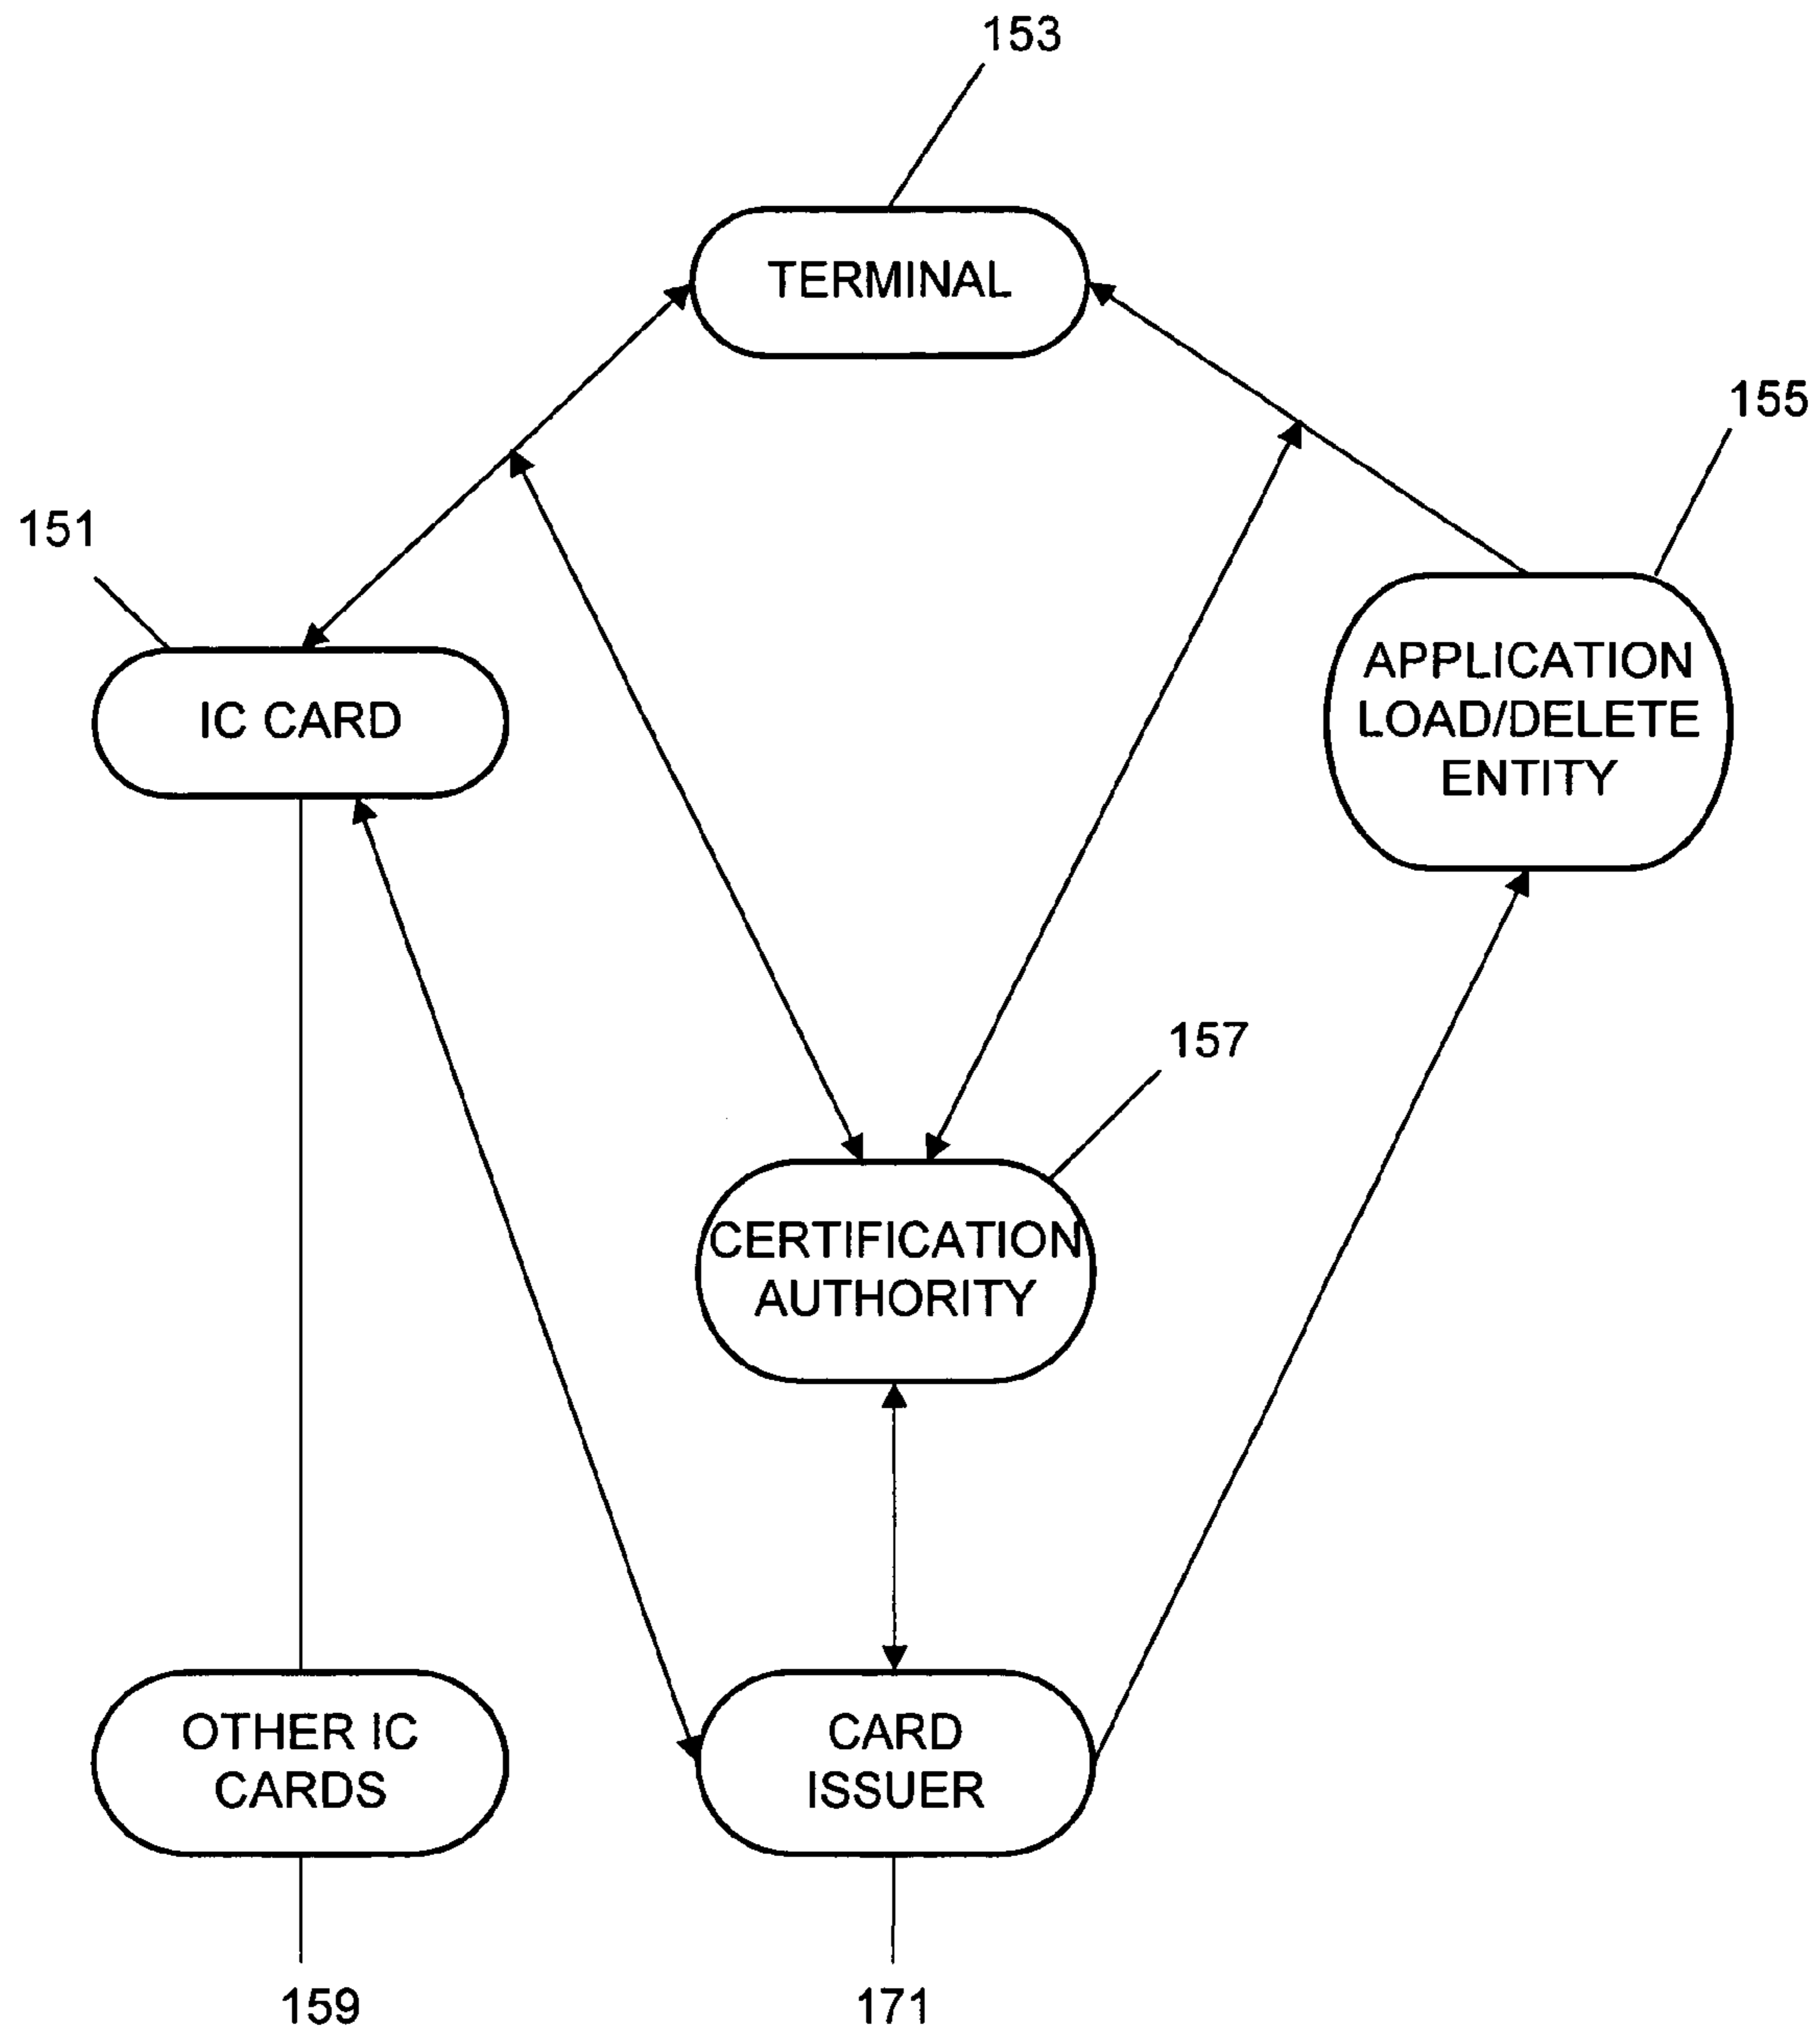 153
TERMINAL
155
151
APPLICATION
LOAD/DELETE
ENTITY
IC CARD
157
CERTIFICATION
AUTHORITY
OTHER IC
CARDS
CARD
ISSUER
159
171